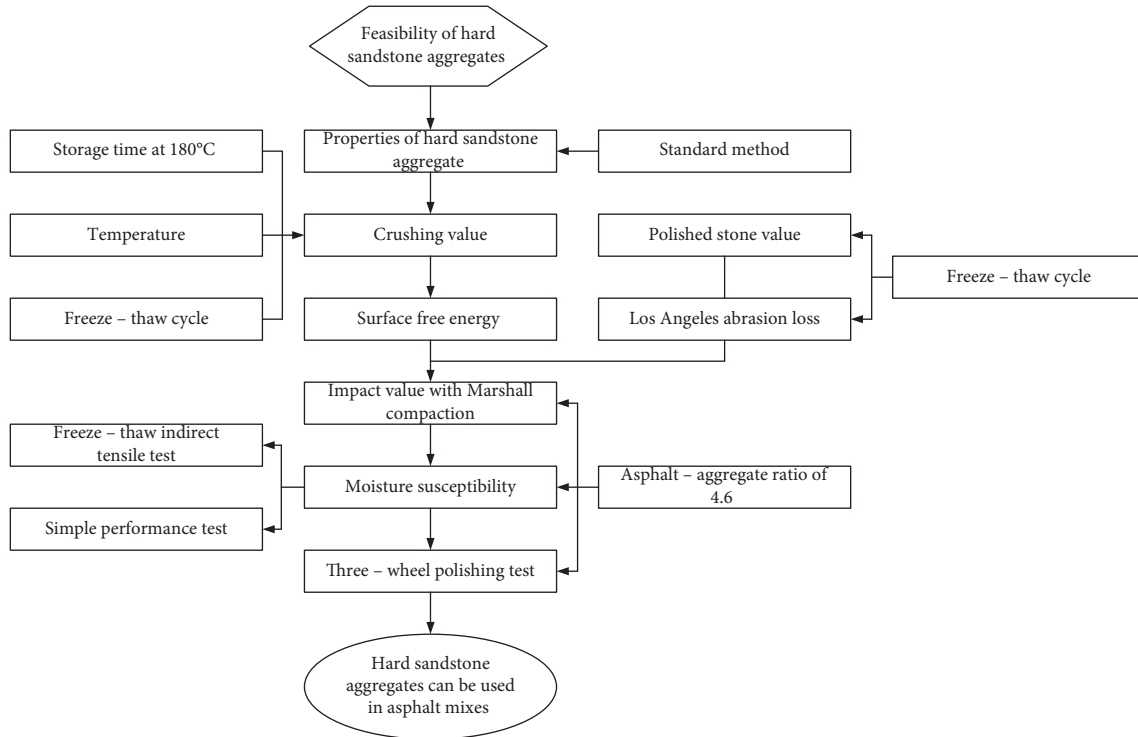 Feasibility of hard
sandstone aggregates
Storage time at 180°C
Properties of hard sandstone
aggregate
Standard method
Temperature
Crushing value
Polished stone value
Freeze – thaw cycle
Freeze – thaw cycle
Surface free energy
Los Angeles abrasion loss
Impact value with Marshall
compaction
Freeze – thaw indirect
tensile test
Moisture susceptibility
Asphalt – aggregate ratio of
4.6
Simple performance test
Three – wheel polishing test
Hard sandstone
aggregates can be used
in asphalt mixes